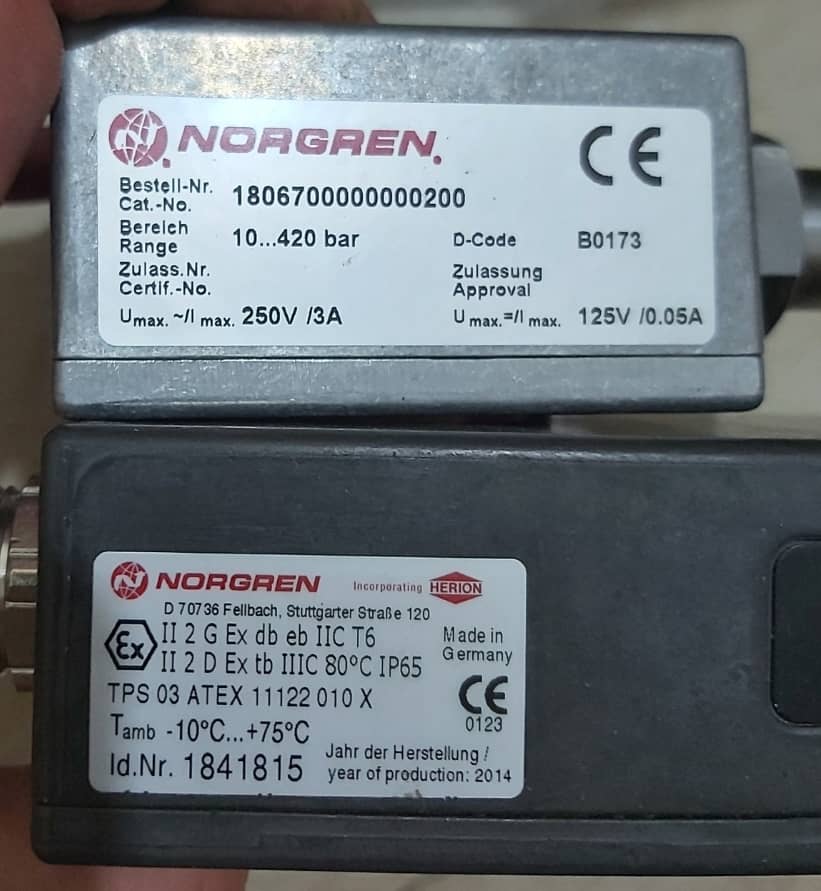 NORGREN.
CE
Bestell-Nr.
Cat.-No. 1806700000000200
Bereich
Range 10...420 bar D-Code B0173
Zulass.Nr. Zulassung
Certif.-No. Approval
Umax. ~/I max. 250V /3A U max.=/I max. 125V /0.05A
NORGREN Incorporating HERION
D 70736 Fellbach, Stuttgarter Straße 120
Ex II 2 G Ex db eb IIC T6 Made in
II 2 D Ex tb IIIC 80°C IP65 Germany
TPS 03 ATEX 11122 010 X CE
0123
Tamb -10°C...+75°C
Id.Nr. 1841815 Jahr der Herstellung /
year of production: 2014